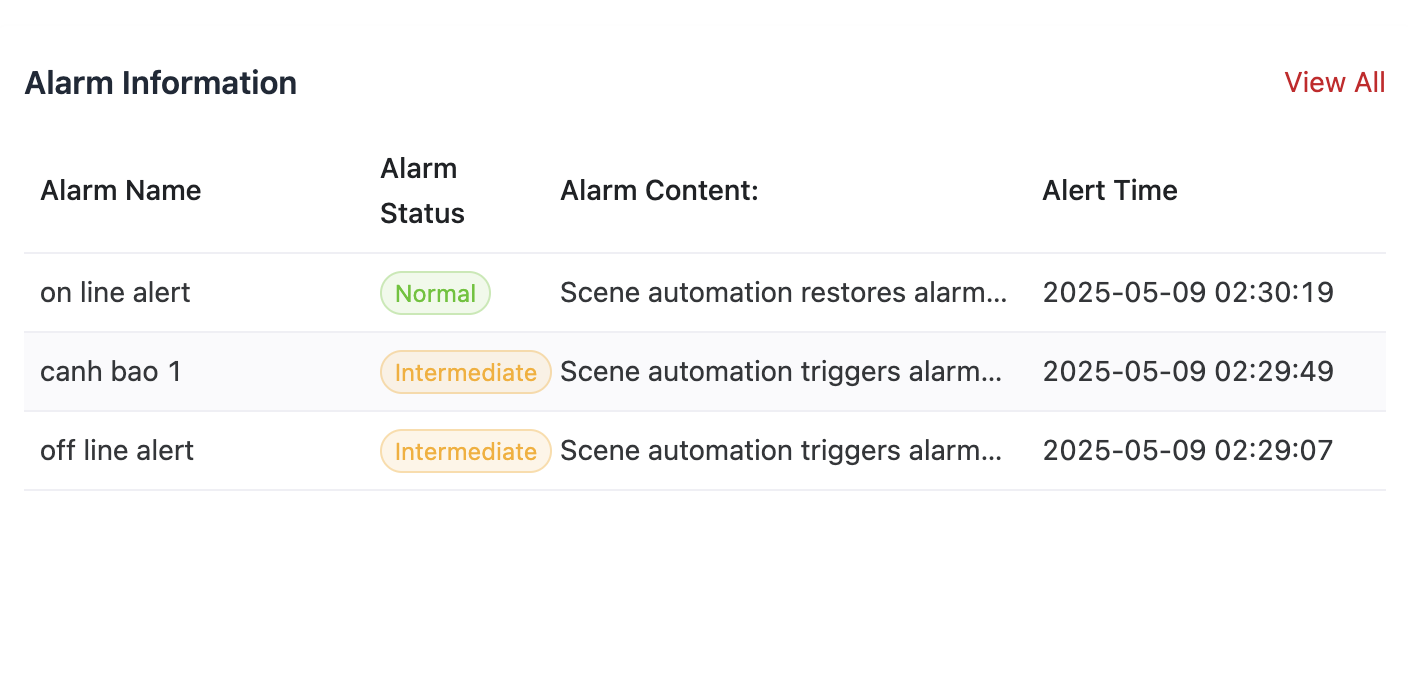 Alarm Information
View All
Alarm Name
Alarm
Status
Alarm Content:
Alert Time
on line alert
Normal
Scene automation restores alarm...
2025-05-09 02:30:19
canh bao 1
Intermediate
Scene automation triggers alarm...
2025-05-09 02:29:49
off line alert
Intermediate
Scene automation triggers alarm...
2025-05-09 02:29:07